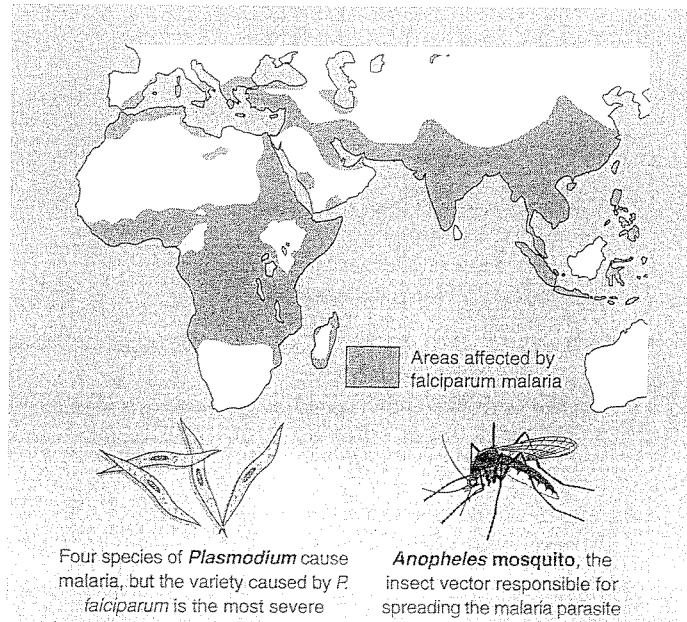 Areas affected by
falciparum malaria
Four species of Plasmodium cause
malaria, but the variety caused by P.
falciparum is the most severe
Anopheles mosquito, the
insect vector responsible for
spreading the malaria parasite